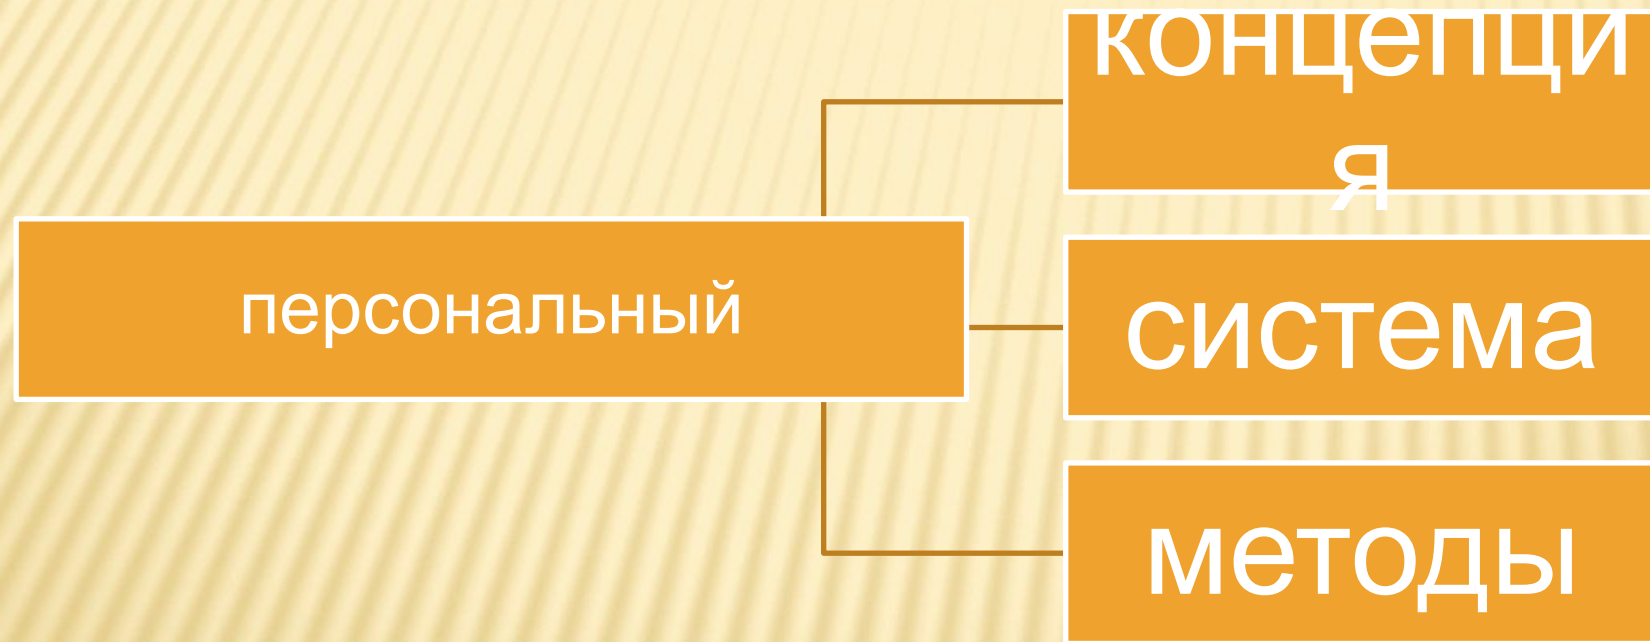 персональный
концепци
я
система
методы